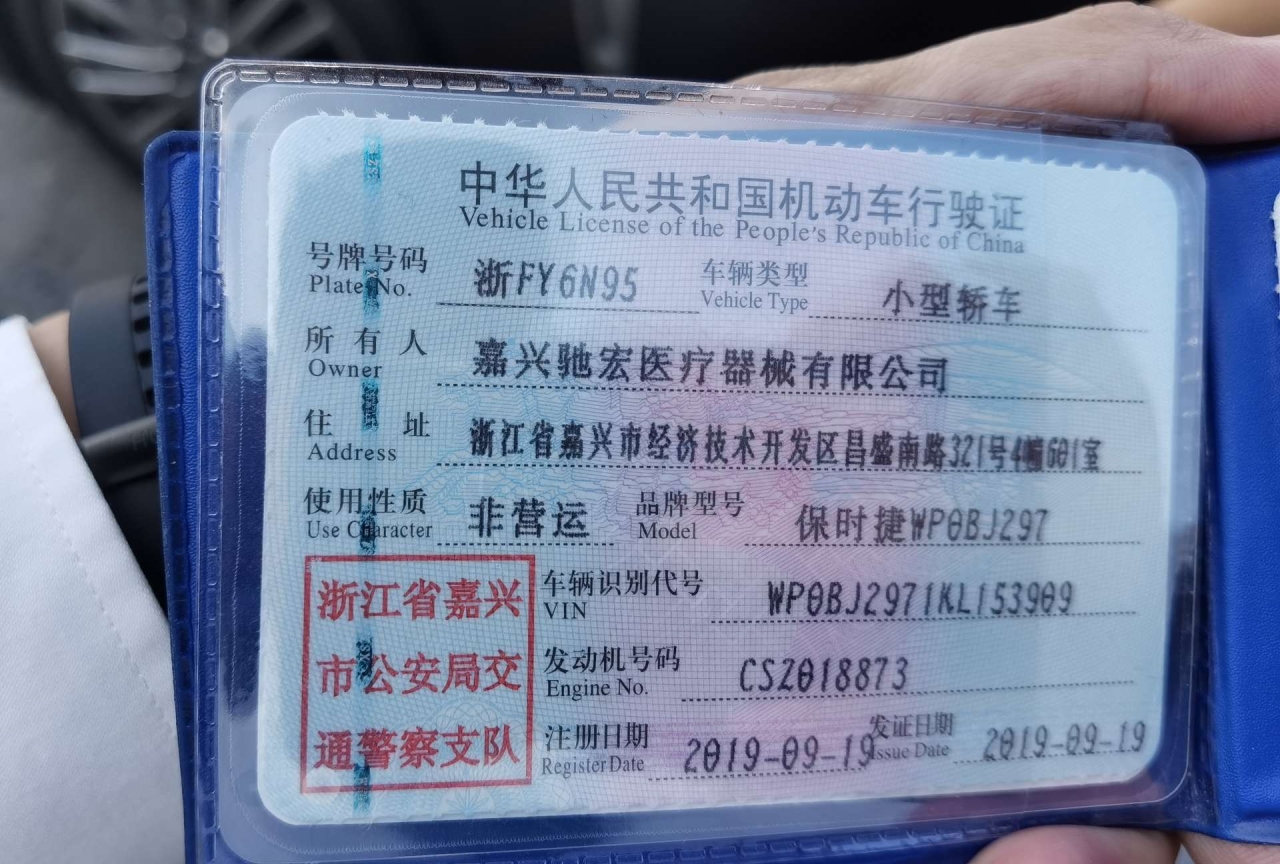 中华人民共和国机动车行驶证
Vehicle License of the People's Republic of China
号牌号码 浙FY6N95 车辆类型 小型轿车
Plate No. Vehicle Type
所有人 嘉兴驰宏医疗器械有限公司
Owner
住址 浙江省嘉兴市经济技术开发区昌盛南路321号4幢601室
Address
使用性质 非营运 品牌型号 保时捷WP0BJ297
Use Character Model
浙江省嘉兴
市公安局交
通警察支队
车辆识别代号 WP0BJ2971KL153909
VIN
发动机号码 CSZ018873
Engine No.
注册日期 2019-09-19 发证日期 2019-09-19
Register Date Issue Date